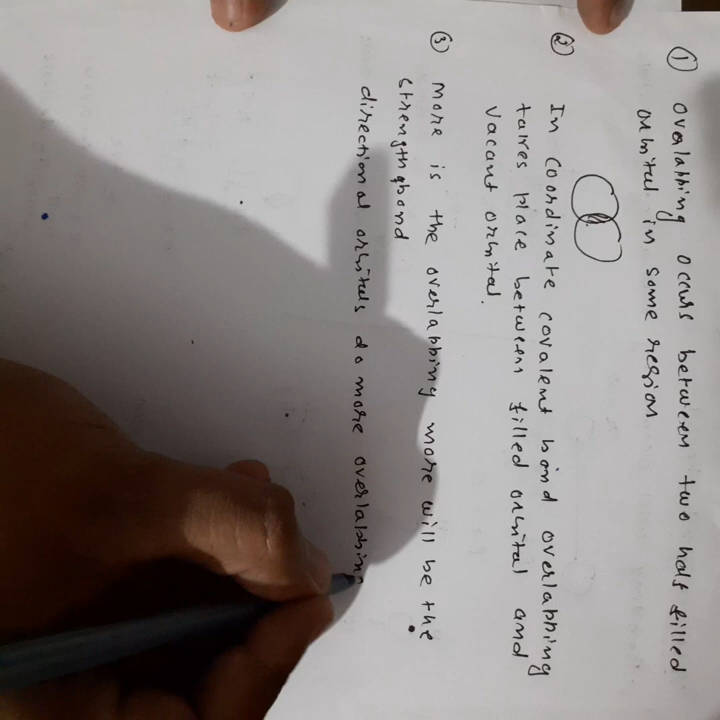 ① Overlapping occurs between two half filled
orbital in some region
② In coordinate covalent bond overlapping
takes place between filled orbital and
vacant orbital.
③ more is the overlapping more will be the
strength of bond
directional orbitals do more overlapping